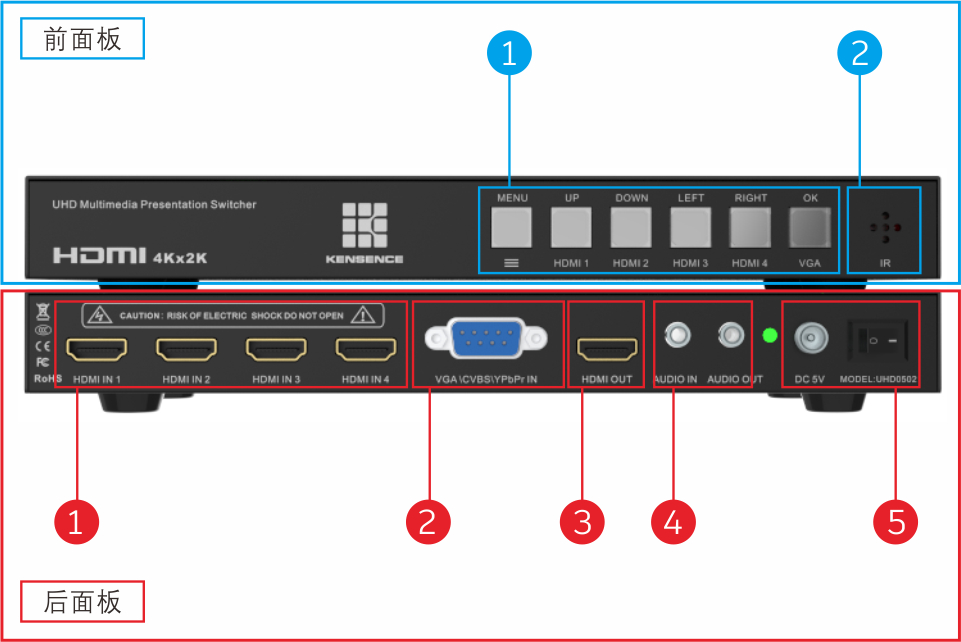 前面板
1
2
UHD Multimedia Presentation Switcher
HDMI 4Kx2K
KENSENCE
MENU UP DOWN LEFT RIGHT OK
HDMI 1 HDMI 2 HDMI 3 HDMI 4 VGA
IR
CAUTION: RISK OF ELECTRIC SHOCK DO NOT OPEN
CCC
CE
FC
RoHS
HDMI IN 1 HDMI IN 2 HDMI IN 3 HDMI IN 4
VGA\CVBS\YPbPr IN
HDMI OUT
AUDIO IN AUDIO OUT
DC 5V
MODEL:UHD0502
1
2
3
4
5
后面板